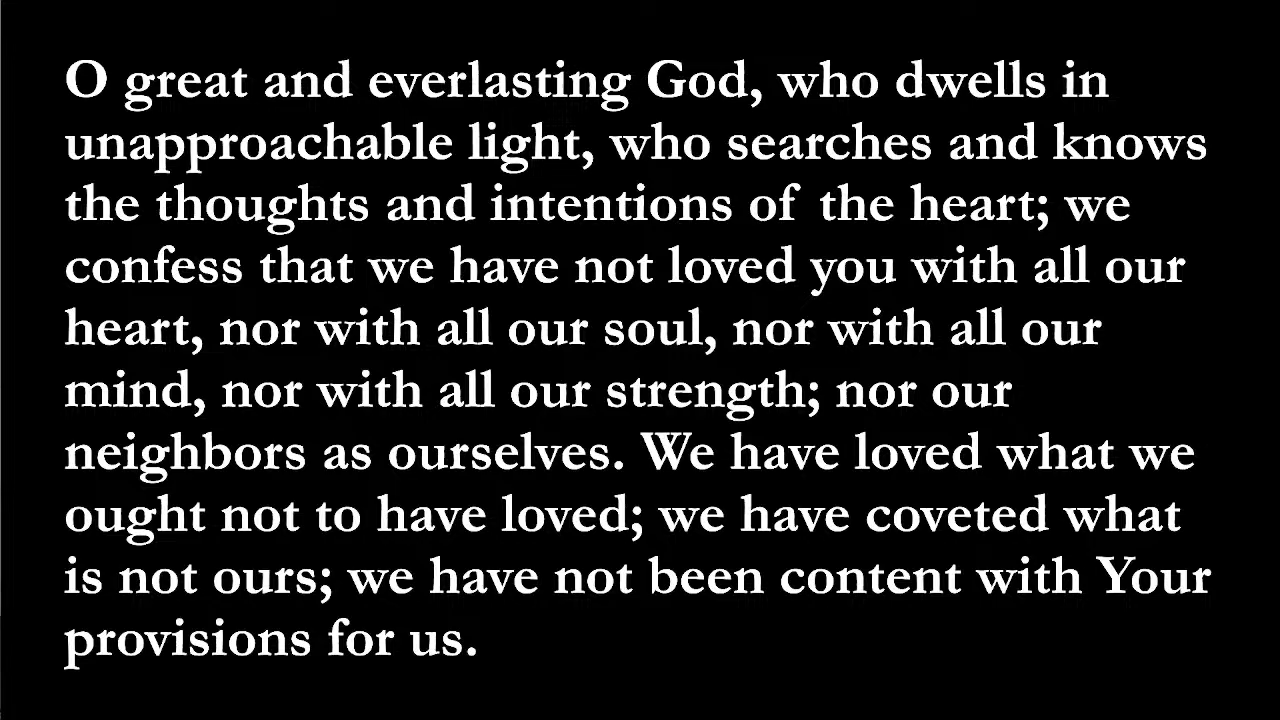 O great and everlasting God, who dwells in
unapproachable light, who searches and knows
the thoughts and intentions of the heart; we
confess that we have not loved you with all our
heart, nor with all our soul, nor with all our
mind, nor with all our strength; nor our
neighbors as ourselves. We have loved what we
ought not to have loved; we have coveted what
is not ours; we have not been content with Your
provisions for us.